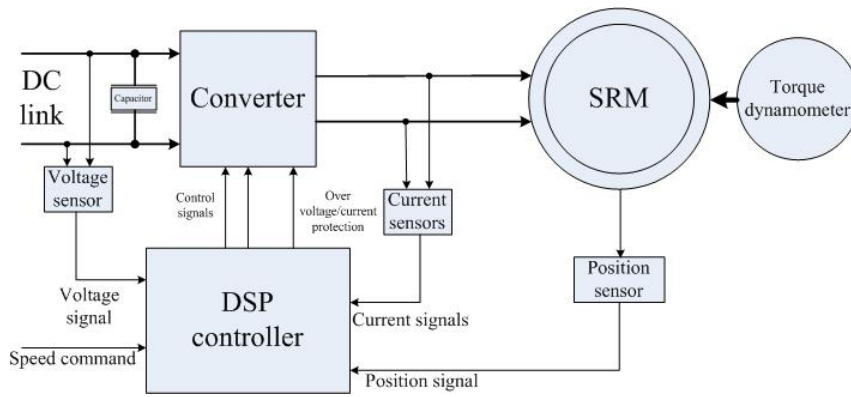 DC
link
Capacitor
Converter
SRM
Torque
dynamometer
Voltage
sensor
Control
signals
Over
voltage/current
protection
Current
sensors
Position
sensor
Voltage
signal
DSP
controller
Current signals
Speed command
Position signal